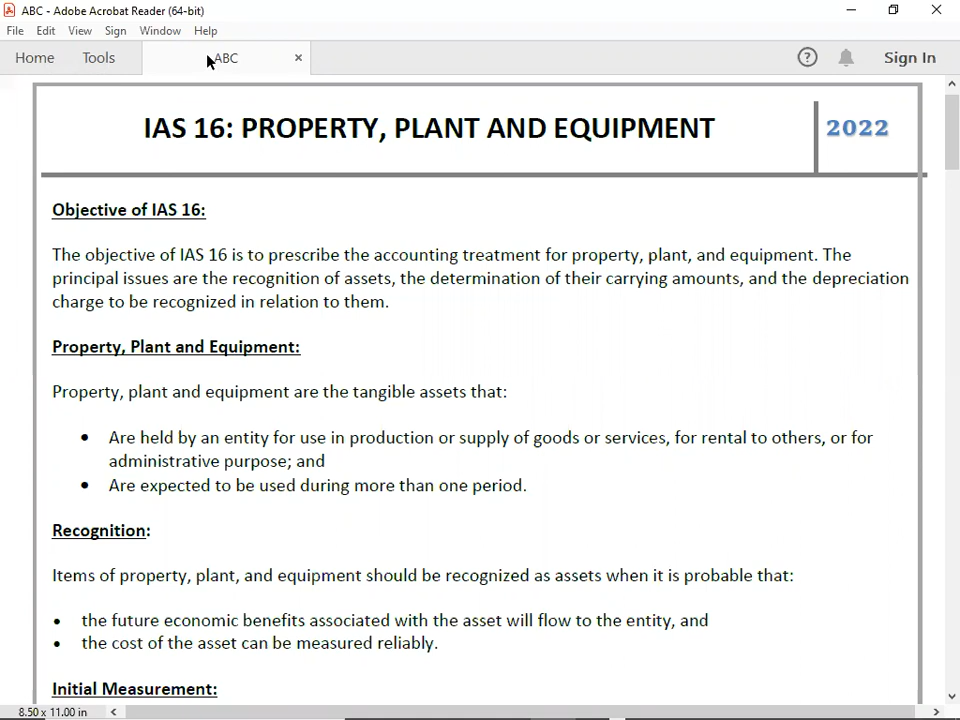 ABC - Adobe Acrobat Reader (64-bit)
File Edit View Sign Window Help
Home Tools ABC × ? Sign In
IAS 16: PROPERTY, PLANT AND EQUIPMENT 2022
Objective of IAS 16:
The objective of IAS 16 is to prescribe the accounting treatment for property, plant, and equipment. The
principal issues are the recognition of assets, the determination of their carrying amounts, and the depreciation
charge to be recognized in relation to them.
Property, Plant and Equipment:
Property, plant and equipment are the tangible assets that:
• Are held by an entity for use in production or supply of goods or services, for rental to others, or for
administrative purpose; and
• Are expected to be used during more than one period.
Recognition:
Items of property, plant, and equipment should be recognized as assets when it is probable that:
• the future economic benefits associated with the asset will flow to the entity, and
• the cost of the asset can be measured reliably.
Initial Measurement:
8.50 x 11.00 in